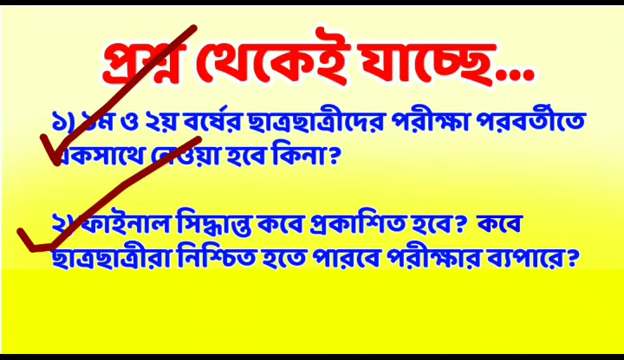 প্রশ্ন থেকেই যাচ্ছে...
১) ১ম ও ২য় বর্ষের ছাত্রছাত্রীদের পরীক্ষা পরবর্তীতে
একসাথে নেওয়া হবে কিনা?
২) ফাইনাল সিদ্ধান্ত কবে প্রকাশিত হবে? কবে
ছাত্রছাত্রীরা নিশ্চিত হতে পারবে পরীক্ষার ব্যপারে?